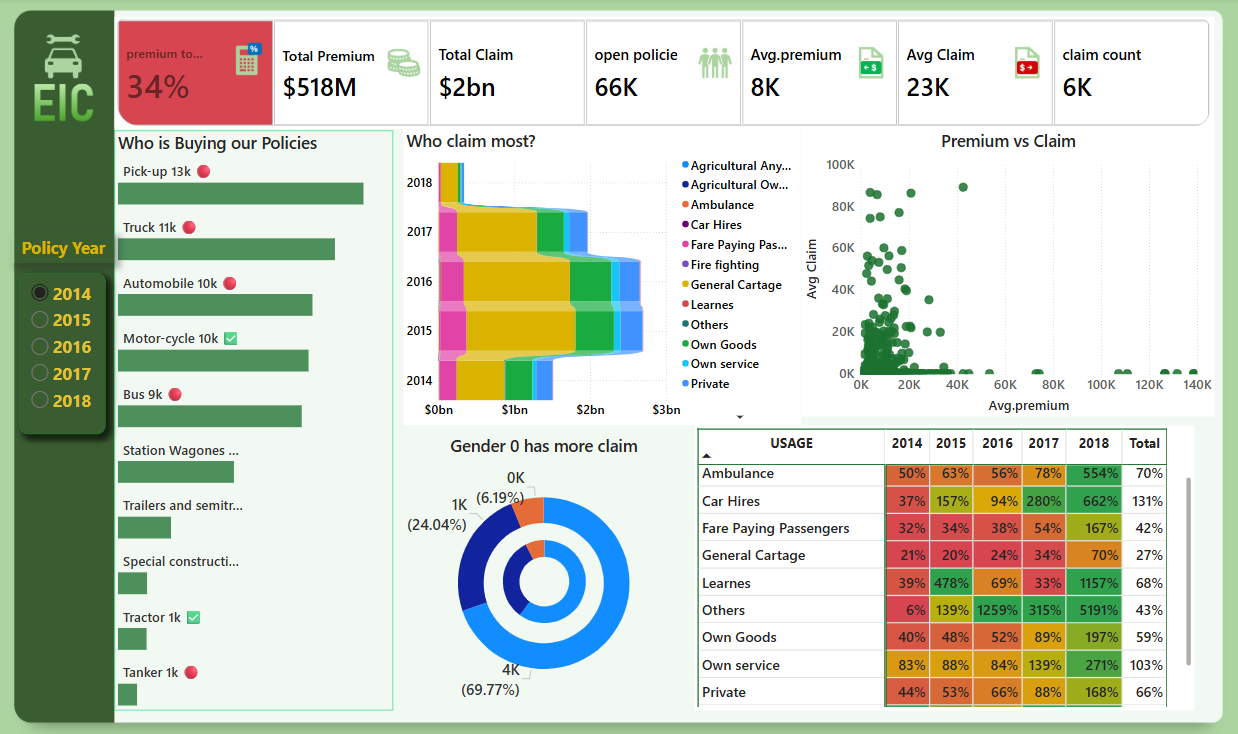 EIC
Policy Year
2014
2015
2016
2017
2018
premium to...
34%
Total Premium
$518M
Total Claim
$2bn
open policie
66K
Avg.premium
8K
Avg Claim
23K
claim count
6K
Who is Buying our Policies
Pick-up 13k
Truck 11k
Automobile 10k
Motor-cycle 10k
Bus 9k
Station Wagones ...
Trailers and semitr...
Special constructi...
Tractor 1k
Tanker 1k
Who claim most?
2018
2017
2016
2015
2014
$0bn $1bn $2bn $3bn
Agricultural Any...
Agricultural Ow...
Ambulance
Car Hires
Fare Paying Pas...
Fire fighting
General Cartage
Learnes
Others
Own Goods
Own service
Private
Premium vs Claim
Avg Claim
100K
80K
60K
40K
20K
0K
0K 20K 40K 60K 80K 100K 120K 140K
Avg.premium
Gender 0 has more claim
0K
(6.19%)
1K
(24.04%)
4K
(69.77%)
USAGE 2014 2015 2016 2017 2018 Total
Ambulance 50% 63% 56% 78% 554% 70%
Car Hires 37% 157% 94% 280% 662% 131%
Fare Paying Passengers 32% 34% 38% 54% 167% 42%
General Cartage 21% 20% 24% 34% 70% 27%
Learnes 39% 478% 69% 33% 1157% 68%
Others 6% 139% 1259% 315% 5191% 43%
Own Goods 40% 48% 52% 89% 197% 59%
Own service 83% 88% 84% 139% 271% 103%
Private 44% 53% 66% 88% 168% 66%